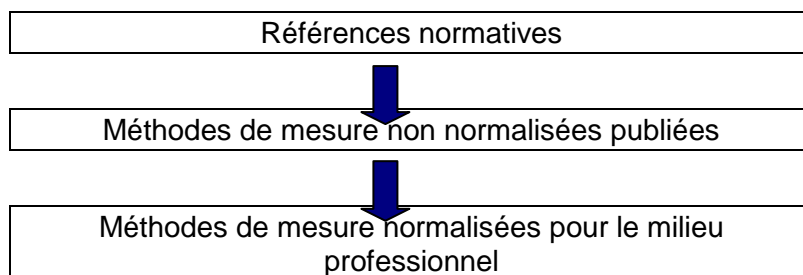 Références normatives
Méthodes de mesure non normalisées publiées
Méthodes de mesure normalisées pour le milieu
professionnel